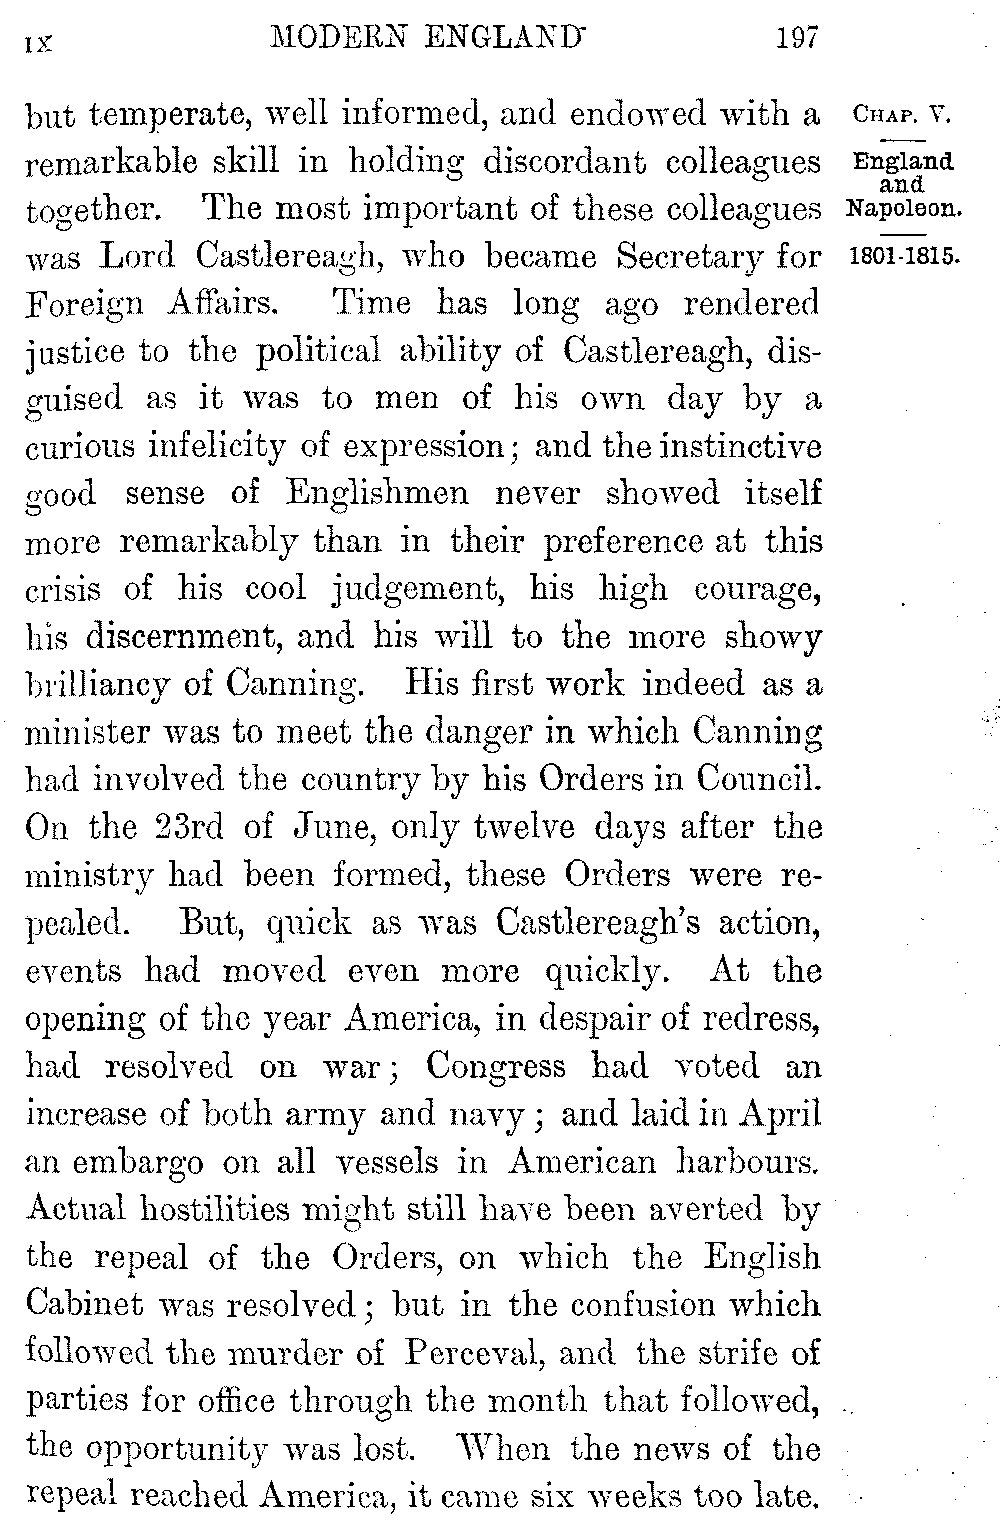 IX MODERN ENGLAND 197
but temperate, well informed, and endowed with a
remarkable skill in holding discordant colleagues
together. The most important of these colleagues
was Lord Castlereagh, who became Secretary for
Foreign Affairs. Time has long ago rendered
justice to the political ability of Castlereagh, dis-
guised as it was to men of his own day by a
curious infelicity of expression; and the instinctive
good sense of Englishmen never showed itself
more remarkably than in their preference at this
crisis of his cool judgement, his high courage,
his discernment, and his will to the more showy
brilliancy of Canning. His first work indeed as a
minister was to meet the danger in which Canning
had involved the country by his Orders in Council.
On the 23rd of June, only twelve days after the
ministry had been formed, these Orders were re-
pealed. But, quick as was Castlereagh's action,
events had moved even more quickly. At the
opening of the year America, in despair of redress,
had resolved on war; Congress had voted an
increase of both army and navy; and laid in April
an embargo on all vessels in American harbours.
Actual hostilities might still have been averted by
the repeal of the Orders, on which the English
Cabinet was resolved; but in the confusion which
followed the murder of Perceval, and the strife of
parties for office through the month that followed,
the opportunity was lost. When the news of the
repeal reached America, it came six weeks too late.
CHAP. V.
England
and
Napoleon.
1801-1815.